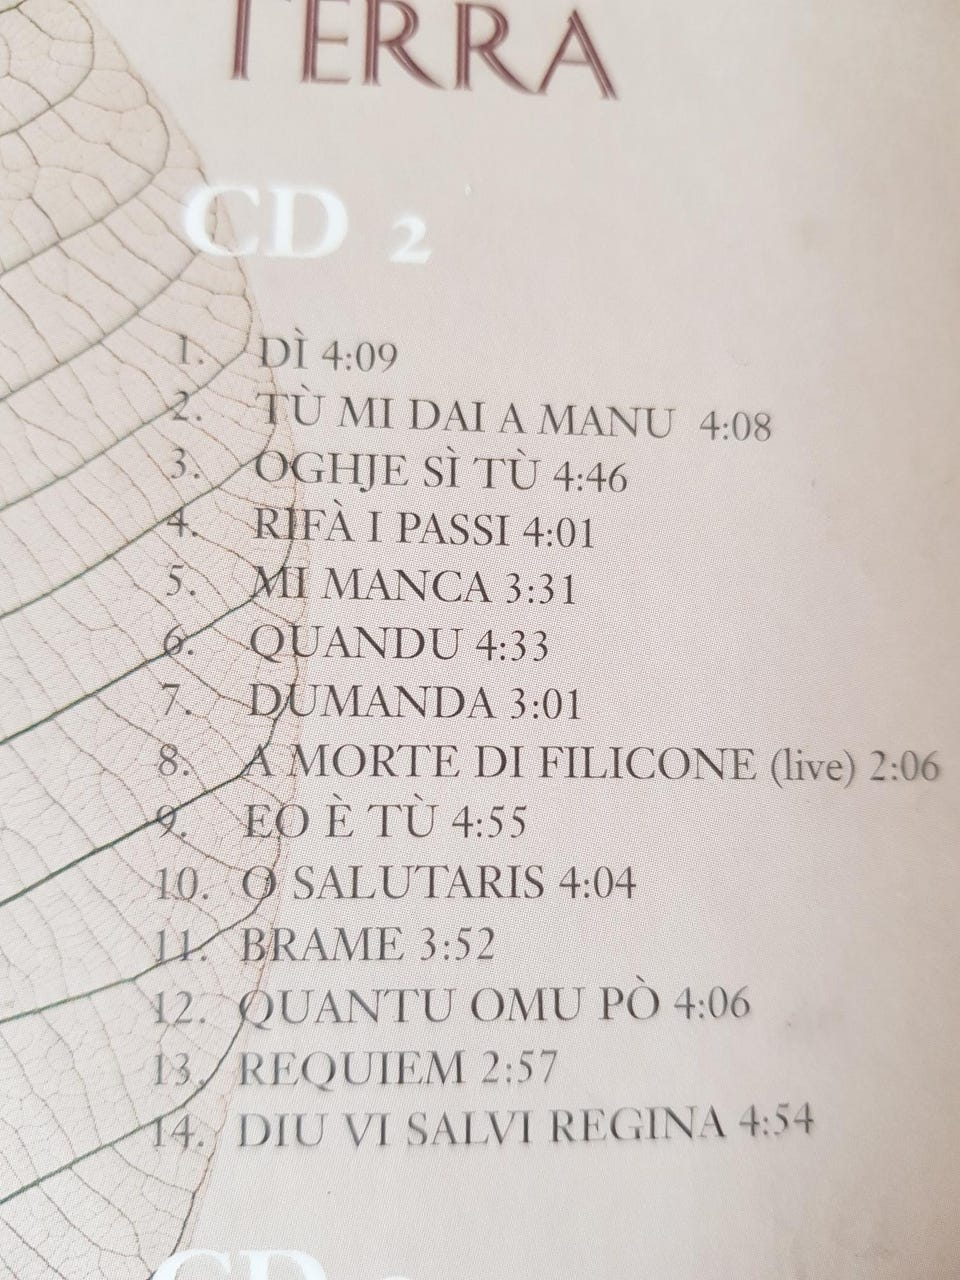 TERRA
CD 2
1. DÌ 4:09
2. TÙ MI DAI A MANU 4:08
3. OGHJE SÌ TÙ 4:46
4. RIFÀ I PASSI 4:01
5. MI MANCA 3:31
6. QUANDU 4:33
7. DUMANDA 3:01
8. A MORTE DI FILICONE (live) 2:06
9. EO È TÙ 4:55
10. O SALUTARIS 4:04
11. BRAME 3:52
12. QUANTU OMU PÒ 4:06
13. REQUIEM 2:57
14. DIU VI SALVI REGINA 4:54
CD